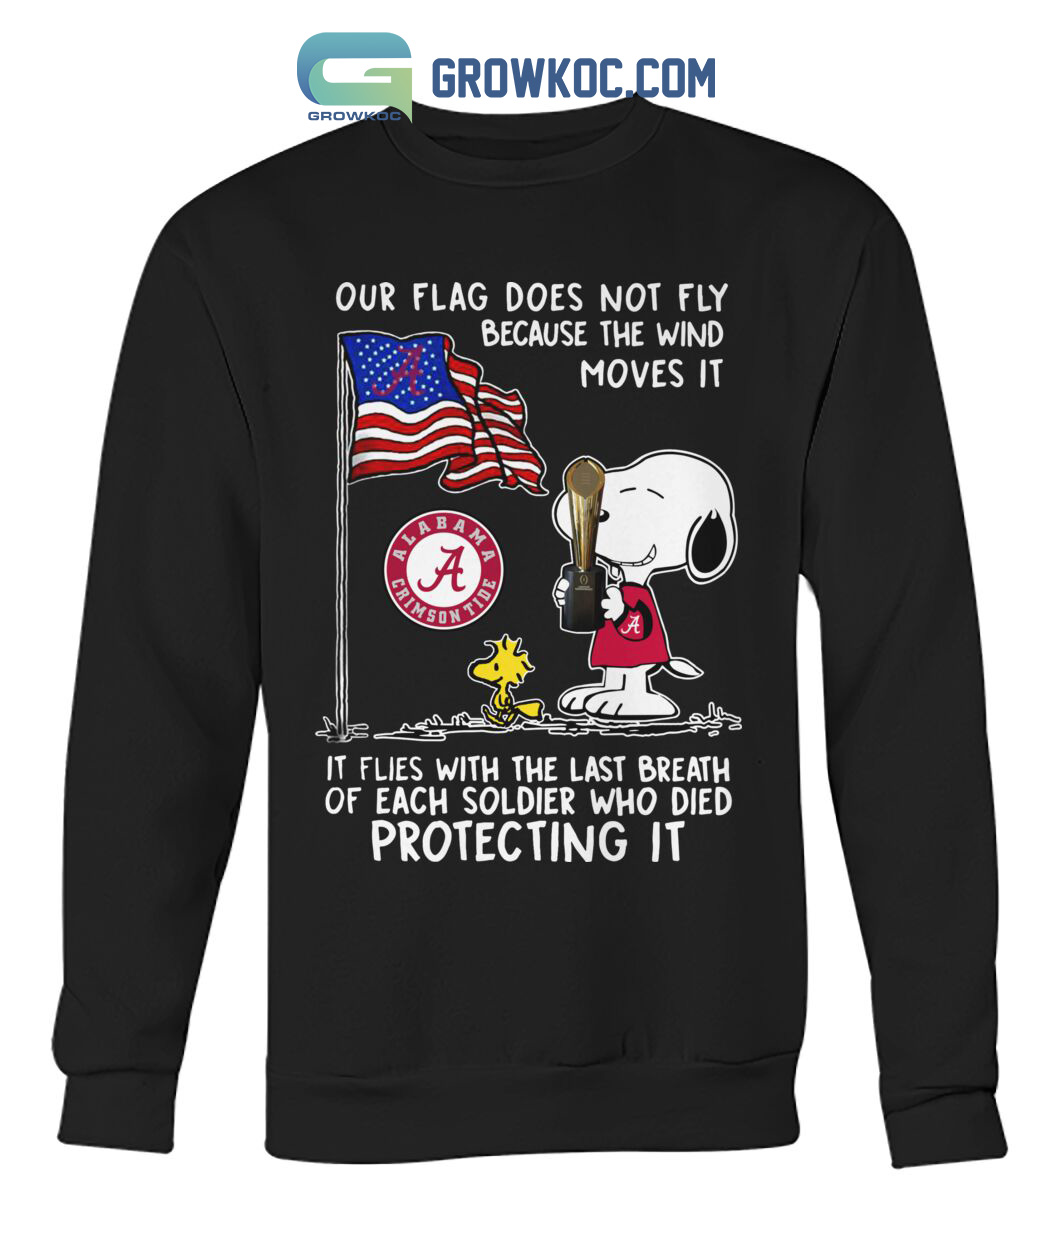 GROWKOC.COM
GROWKOC
OUR FLAG DOES NOT FLY
BECAUSE THE WIND
MOVES IT
A
ALABAMA
A
CRIMSON TIDE
A
IT FLIES WITH THE LAST BREATH
OF EACH SOLDIER WHO DIED
PROTECTING IT